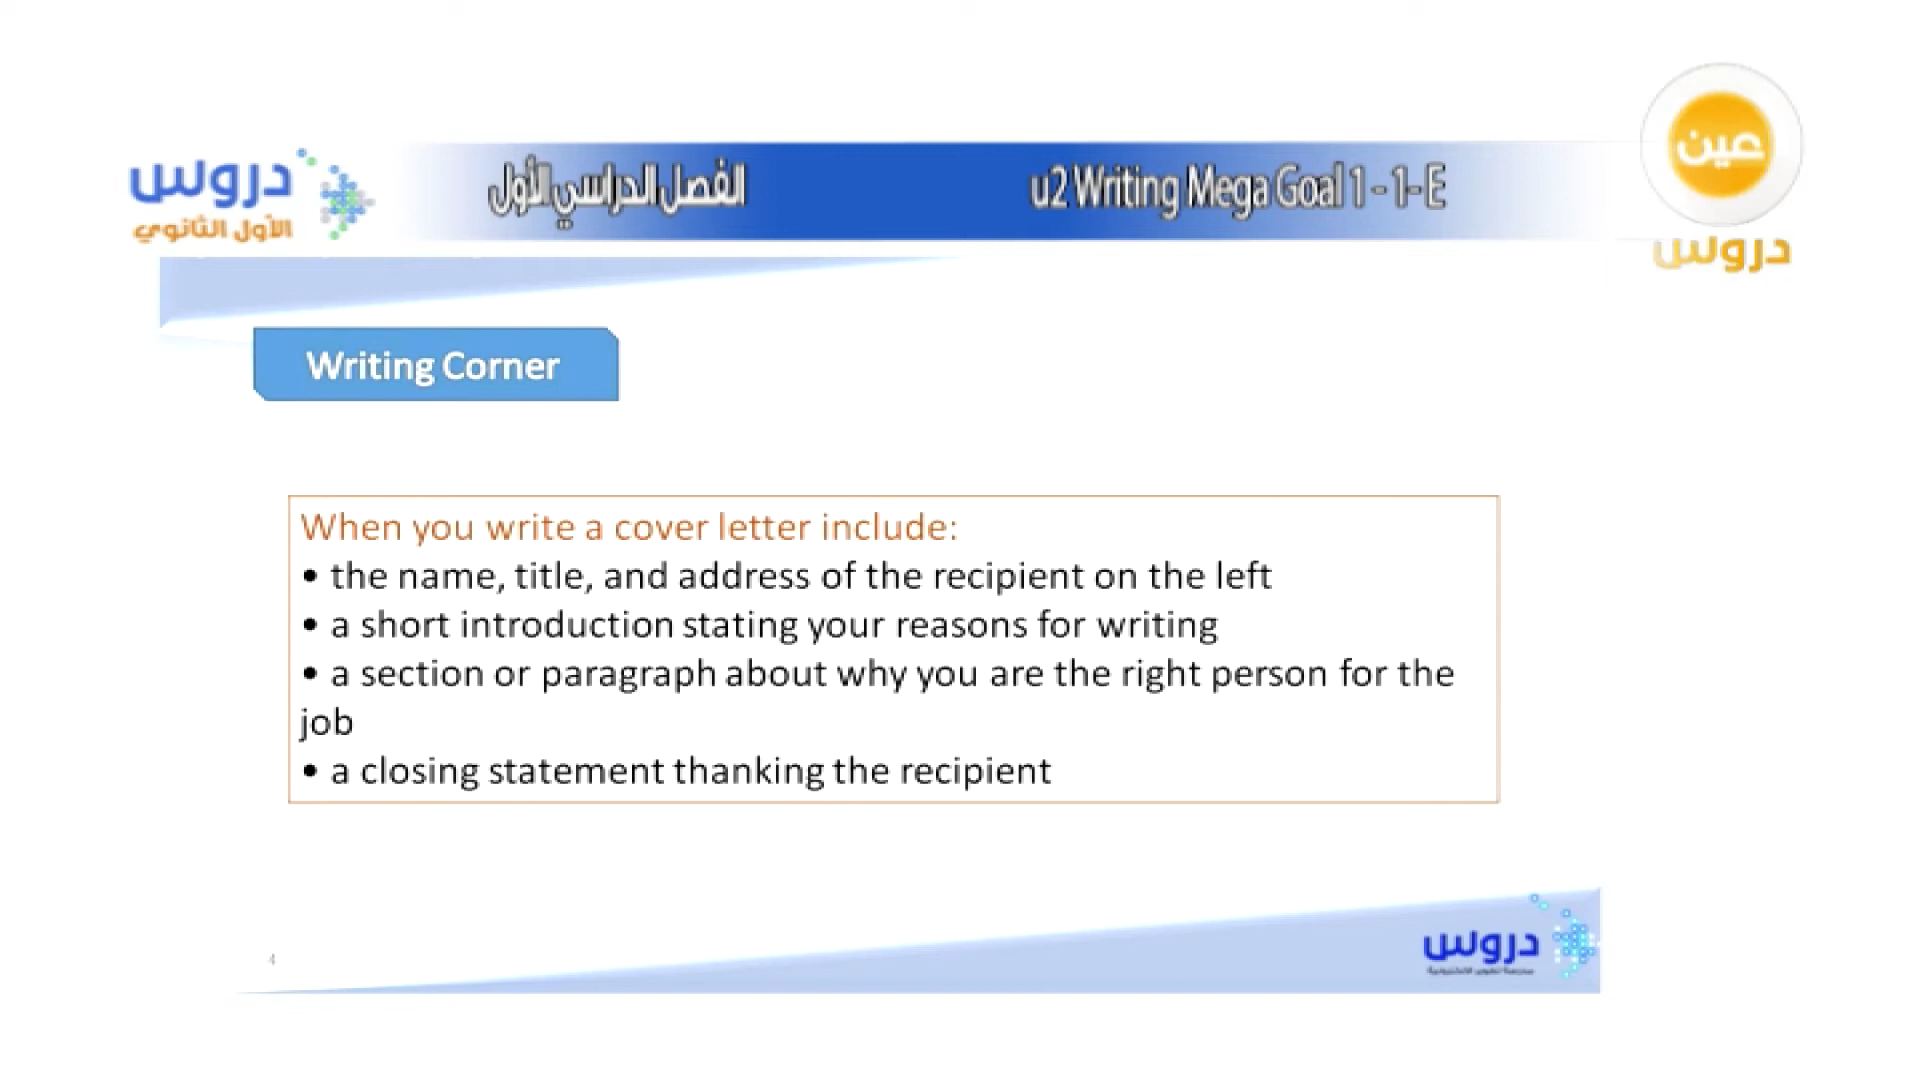 عين
دروس
دروس
الأول الثانوي
الفصل الدراسي الأول
u2 Writing Mega Goal 1 - 1- E
Writing Corner
When you write a cover letter include:
• the name, title, and address of the recipient on the left
• a short introduction stating your reasons for writing
• a section or paragraph about why you are the right person for the
job
• a closing statement thanking the recipient
4
دروس